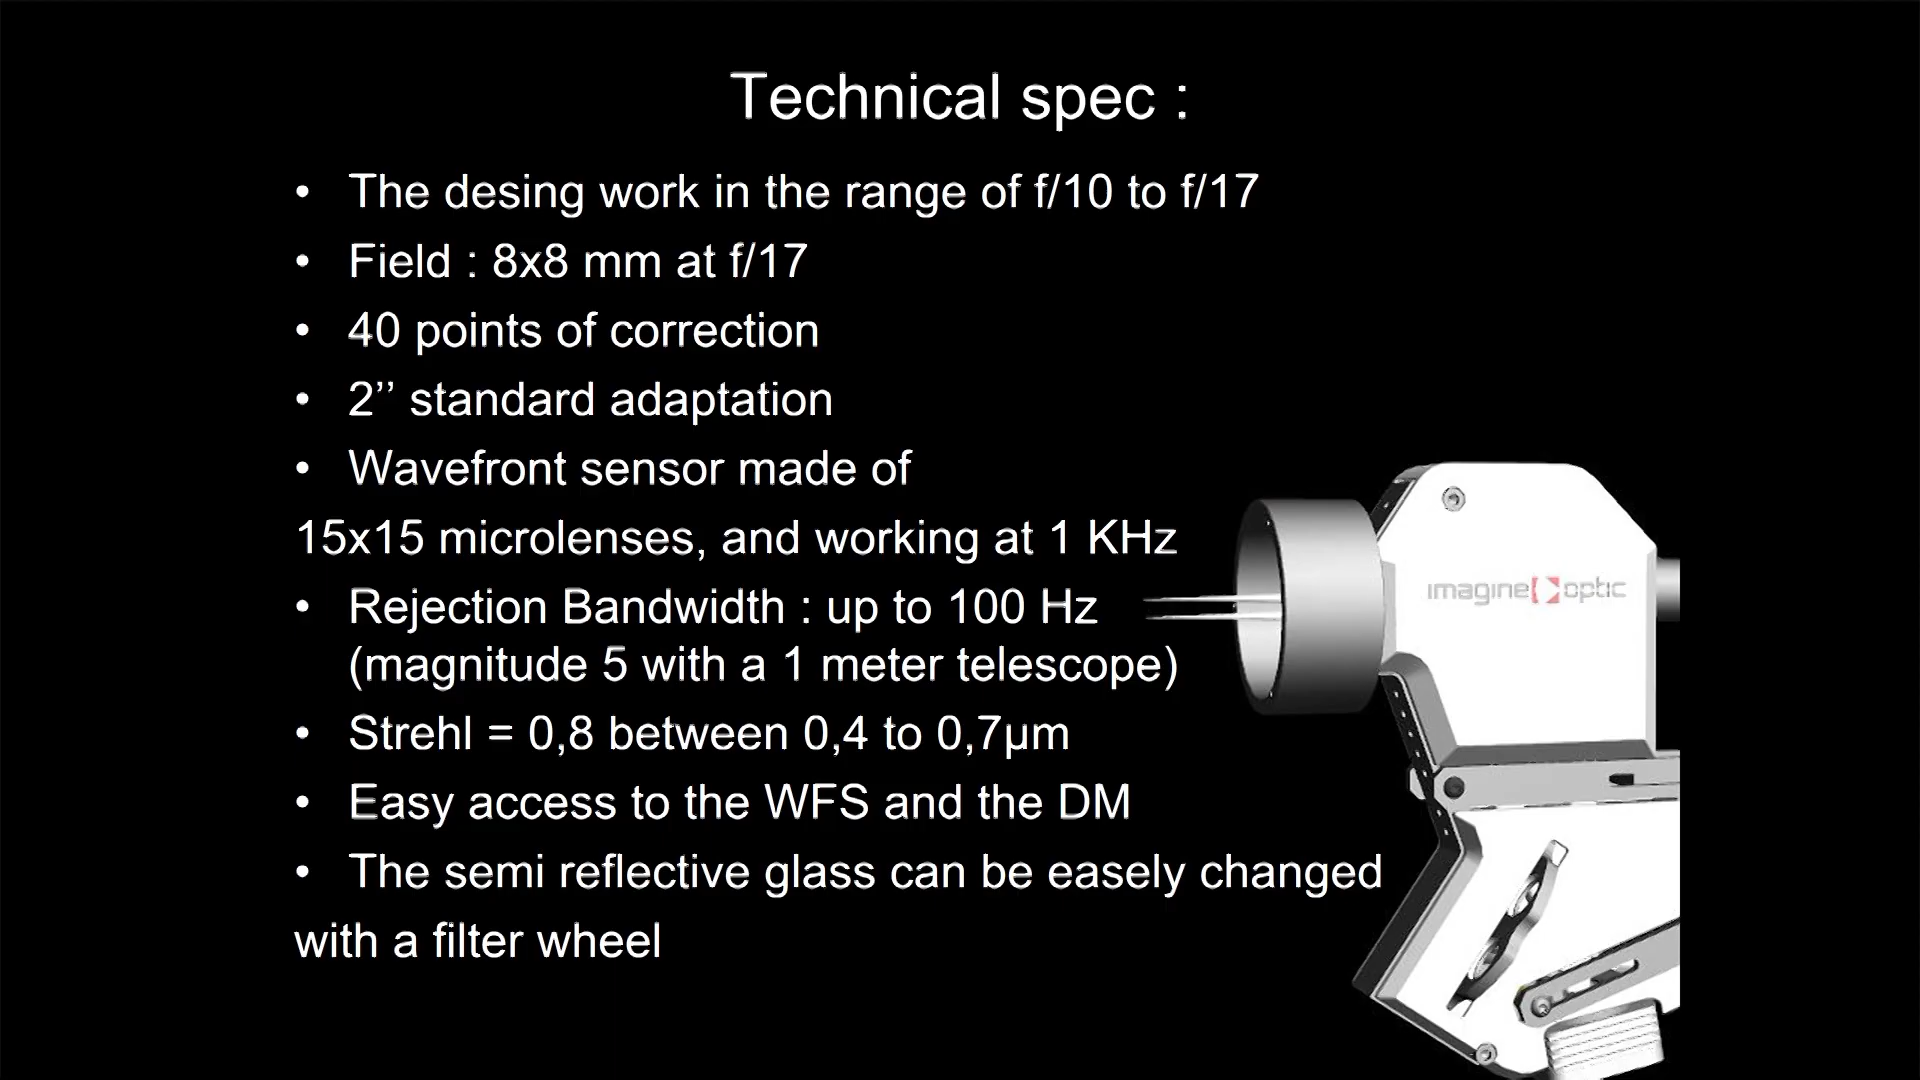 Technical spec :
• The desing work in the range of f/10 to f/17
• Field : 8x8 mm at f/17
• 40 points of correction
• 2’’ standard adaptation
• Wavefront sensor made of
15x15 microlenses, and working at 1 KHz
• Rejection Bandwidth : up to 100 Hz
(magnitude 5 with a 1 meter telescope)
• Strehl = 0,8 between 0,4 to 0,7µm
• Easy access to the WFS and the DM
• The semi reflective glass can be easely changed
with a filter wheel
imagine optic